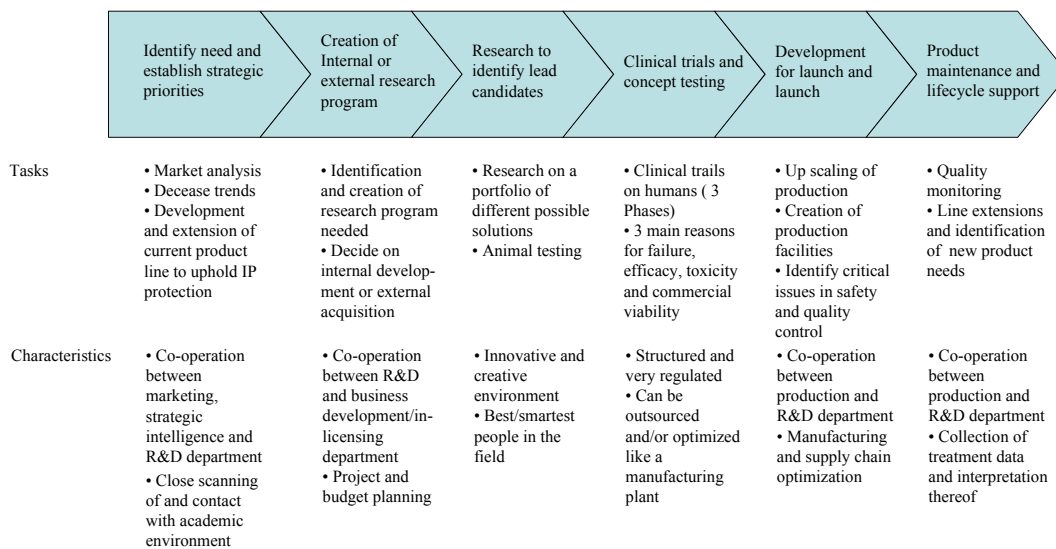 Identify need and
establish strategic
priorities
Creation of
Internal or
external research
program
Research to
identify lead
candidates
Clinical trials and
concept testing
Development
for launch and
launch
Product
maintenance and
lifecycle support
Tasks
• Market analysis
• Decease trends
• Development
and extension of
current product
line to uphold IP
protection
• Identification
and creation of
research program
needed
• Decide on
internal develop-
ment or external
acquisition
• Research on a
portfolio of
different possible
solutions
• Animal testing
• Clinical trails
on humans ( 3
Phases)
• 3 main reasons
for failure,
efficacy, toxicity
and commercial
viability
• Up scaling of
production
• Creation of
production
facilities
• Identify critical
issues in safety
and quality
control
• Quality
monitoring
• Line extensions
and identification
of new product
needs
Characteristics
• Co-operation
between
marketing,
strategic
intelligence and
R&D department
• Close scanning
of and contact
with academic
environment
• Co-operation
between R&D
and business
development/in-
licensing
department
• Project and
budget planning
• Innovative and
creative
environment
• Best/smartest
people in the
field
• Structured and
very regulated
• Can be
outsourced
and/or optimized
like a
manufacturing
plant
• Co-operation
between
production and
R&D department
• Manufacturing
and supply chain
optimization
• Co-operation
between
production and
R&D department
• Collection of
treatment data
and interpretation
thereof